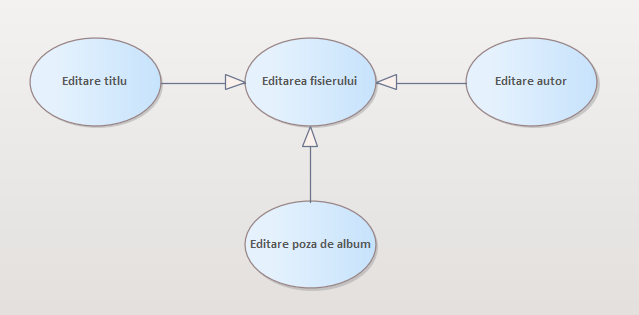 Editare titlu
Editarea fisierului
Editare autor
Editare poza de album